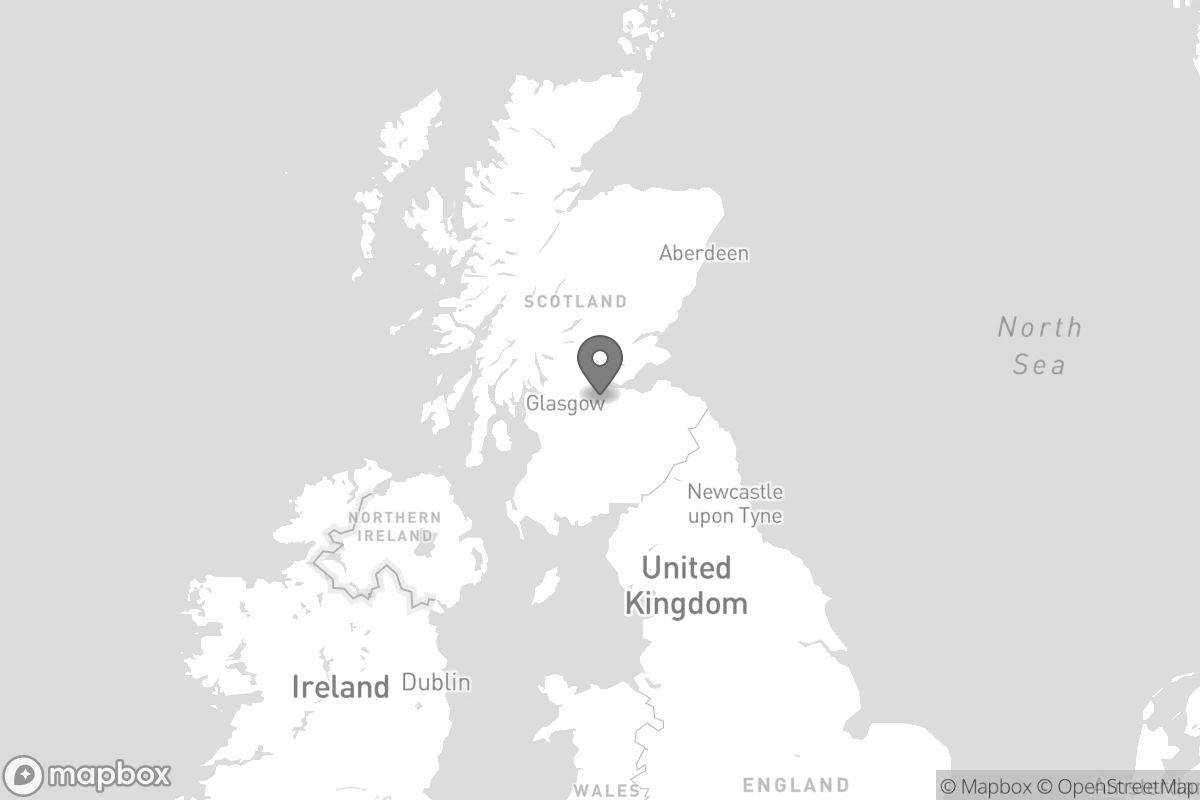 Aberdeen
SCOTLAND
North
Sea
Glasgow
Newcastle
upon Tyne
NORTHERN
IRELAND
United
Kingdom
Ireland
Dublin
mapbox
WALES
ENGLAND
© Mapbox © OpenStreetMap